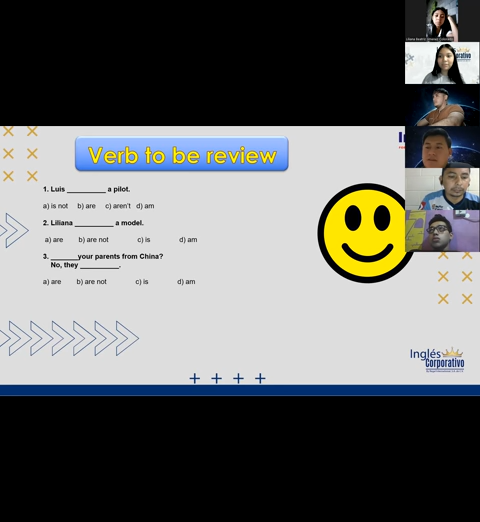 Verb to be review
1. Luis __________ a pilot.
a) is not b) are c) aren't d) am
2. Liliana __________ a model.
a) are b) are not c) is d) am
3. _______your parents from China?
No, they __________.
a) are b) are not c) is d) am
Inglés
Corporativo